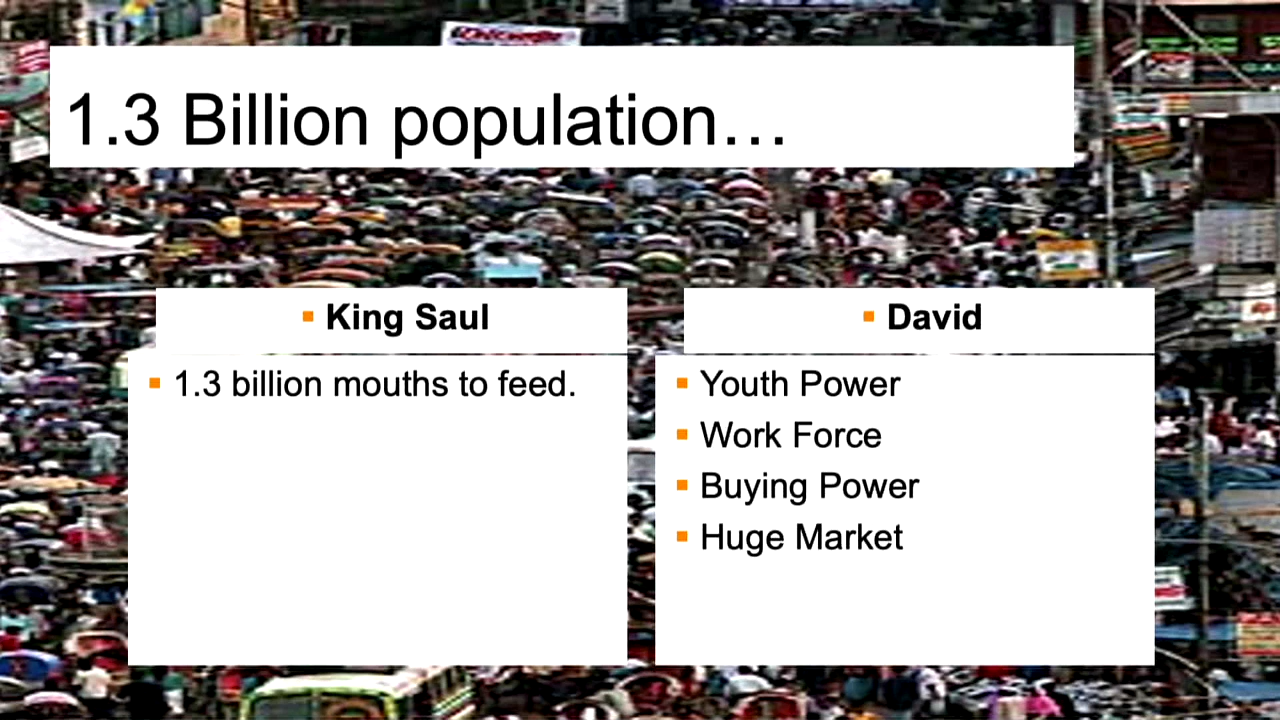 1.3 Billion population…
King Saul
1.3 billion mouths to feed.
David
Youth Power
Work Force
Buying Power
Huge Market